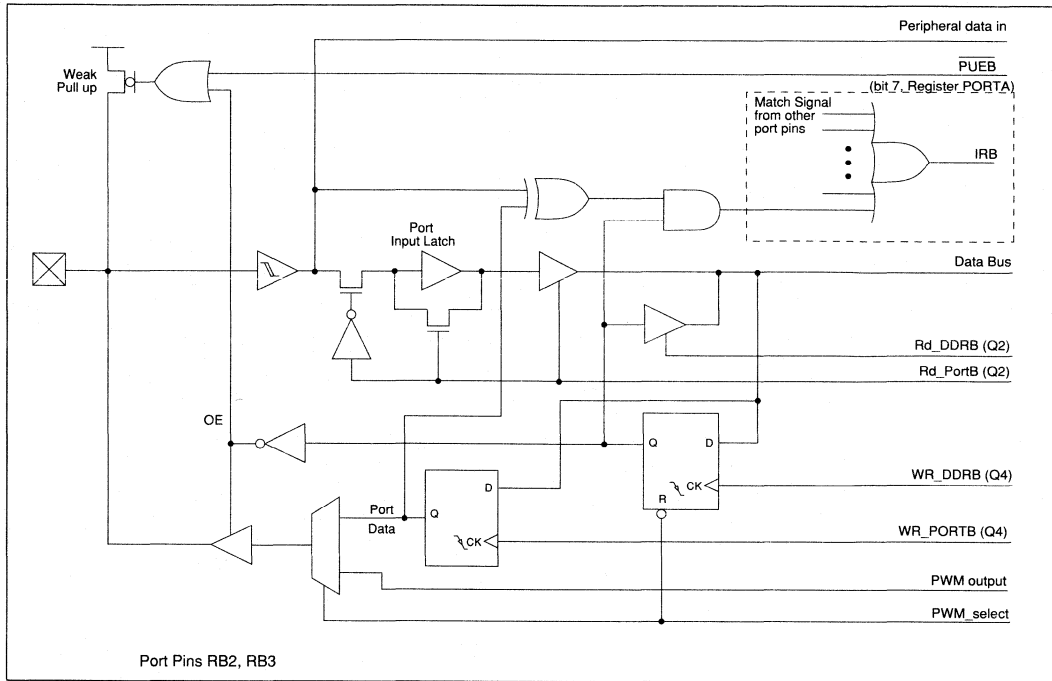 Peripheral data in
Weak
Pull up
PUEB
(bit 7, Register PORTA)
Match Signal
from other
port pins
IRB
Port
Input Latch
Data Bus
Rd_DDRB (Q2)
Rd_PortB (Q2)
OE
Q
D
CK
R
WR_DDRB (Q4)
Port
Data
D
Q
CK
WR_PORTB (Q4)
PWM output
PWM_select
Port Pins RB2, RB3